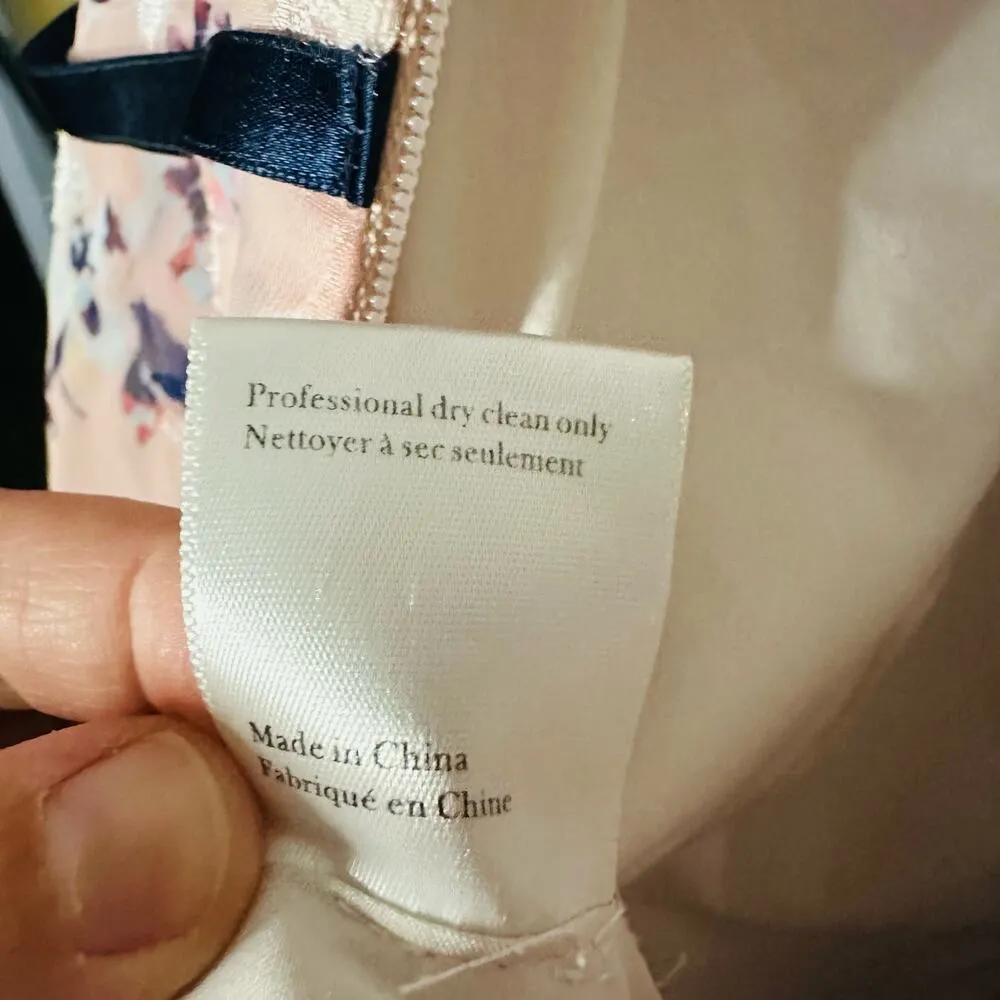 Professional dry clean only
Nettoyer à sec seulement
Made in China
Fabriqué en Chine